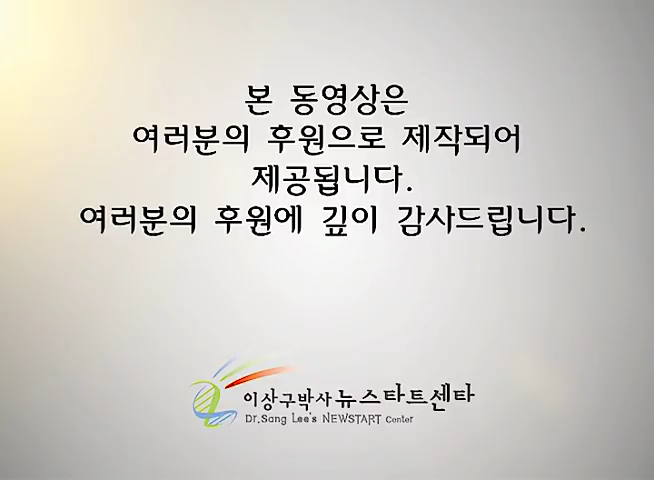 본 동영상은
여러분의 후원으로 제작되어
제공됩니다.
여러분의 후원에 깊이 감사드립니다.
이상구박사 뉴스타트센타
Dr.Sang Lee's NEWSTART Center